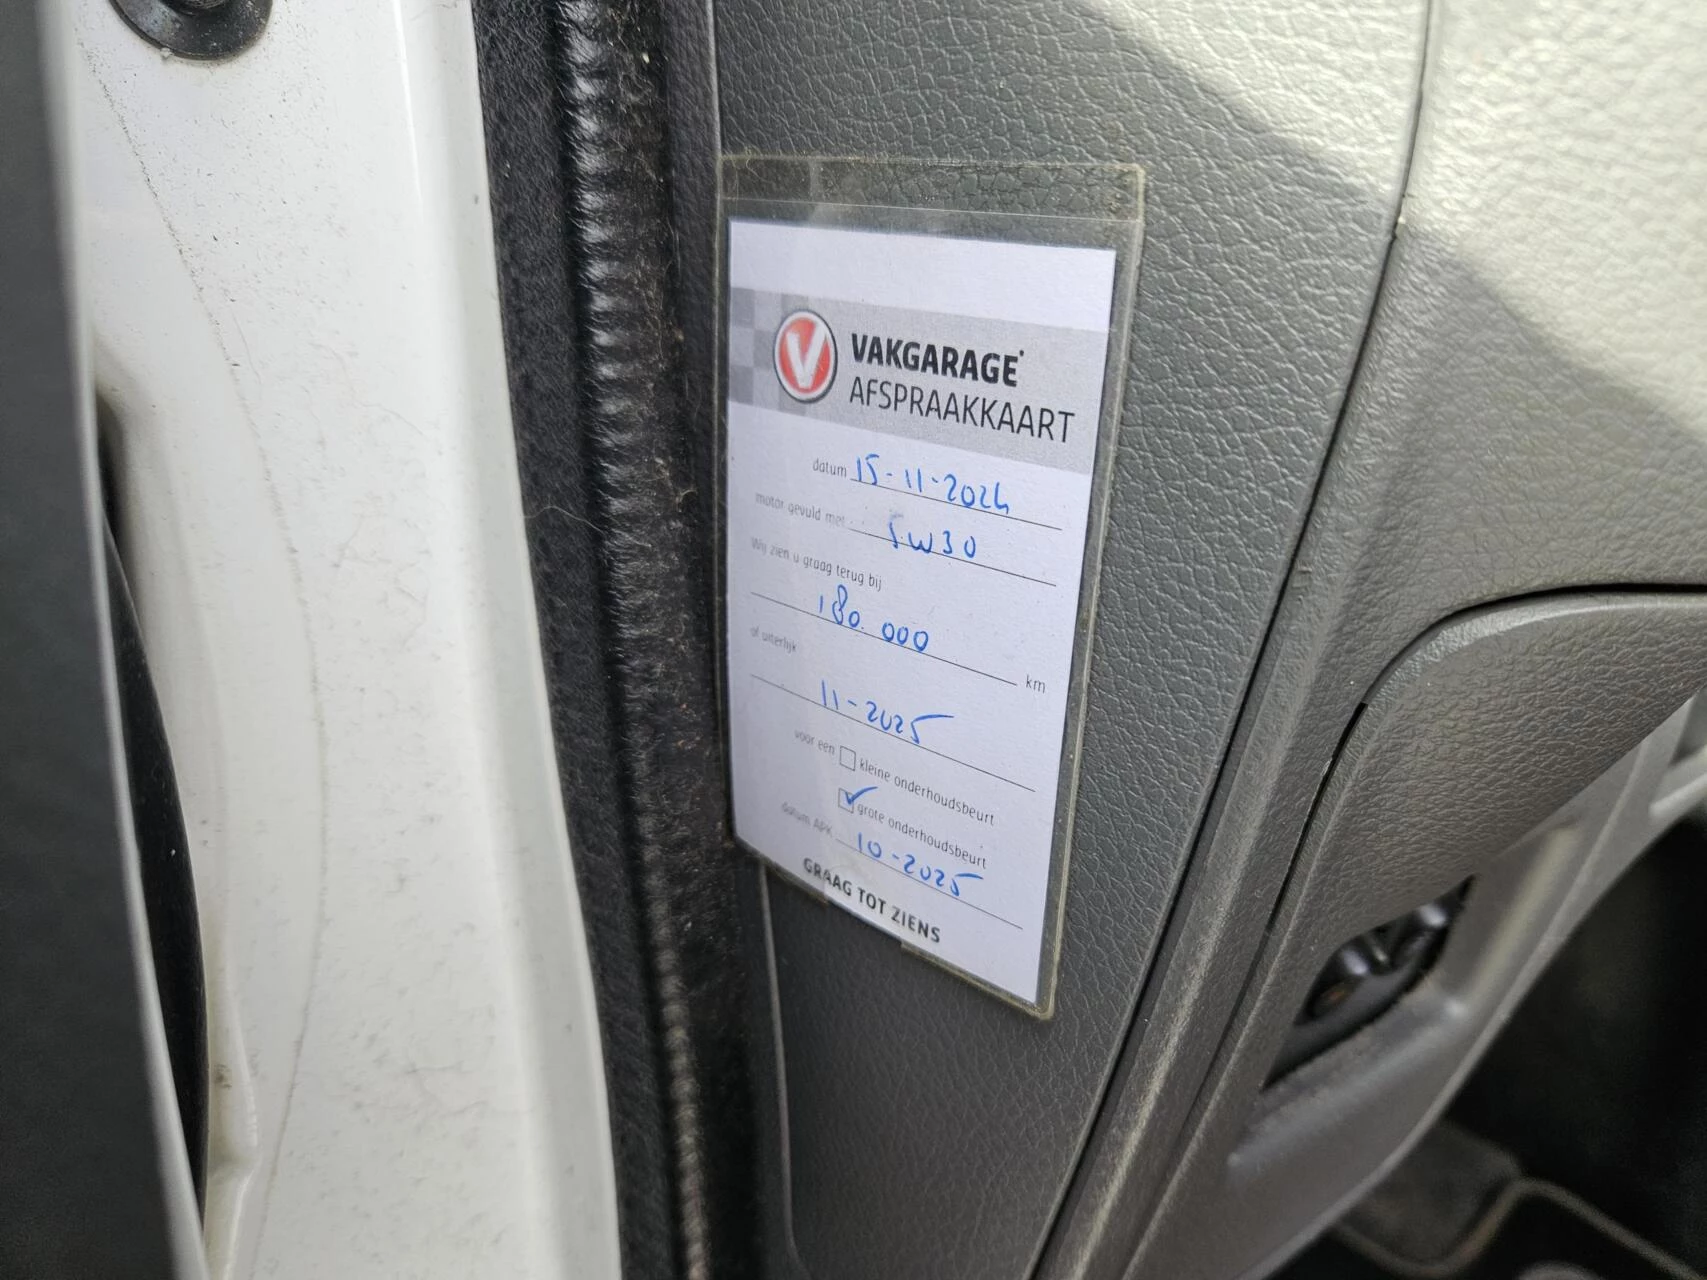 V VAKGARAGE
AFSPRAAKKAART
datum 15-11-2024
motor gevuld met 5W30
Wij zien u graag terug bij
180.000 km
of uiterlijk
11-2025
voor een kleine onderhoudsbeurt
grote onderhoudsbeurt
datum APK 10-2025
GRAAG TOT ZIENS